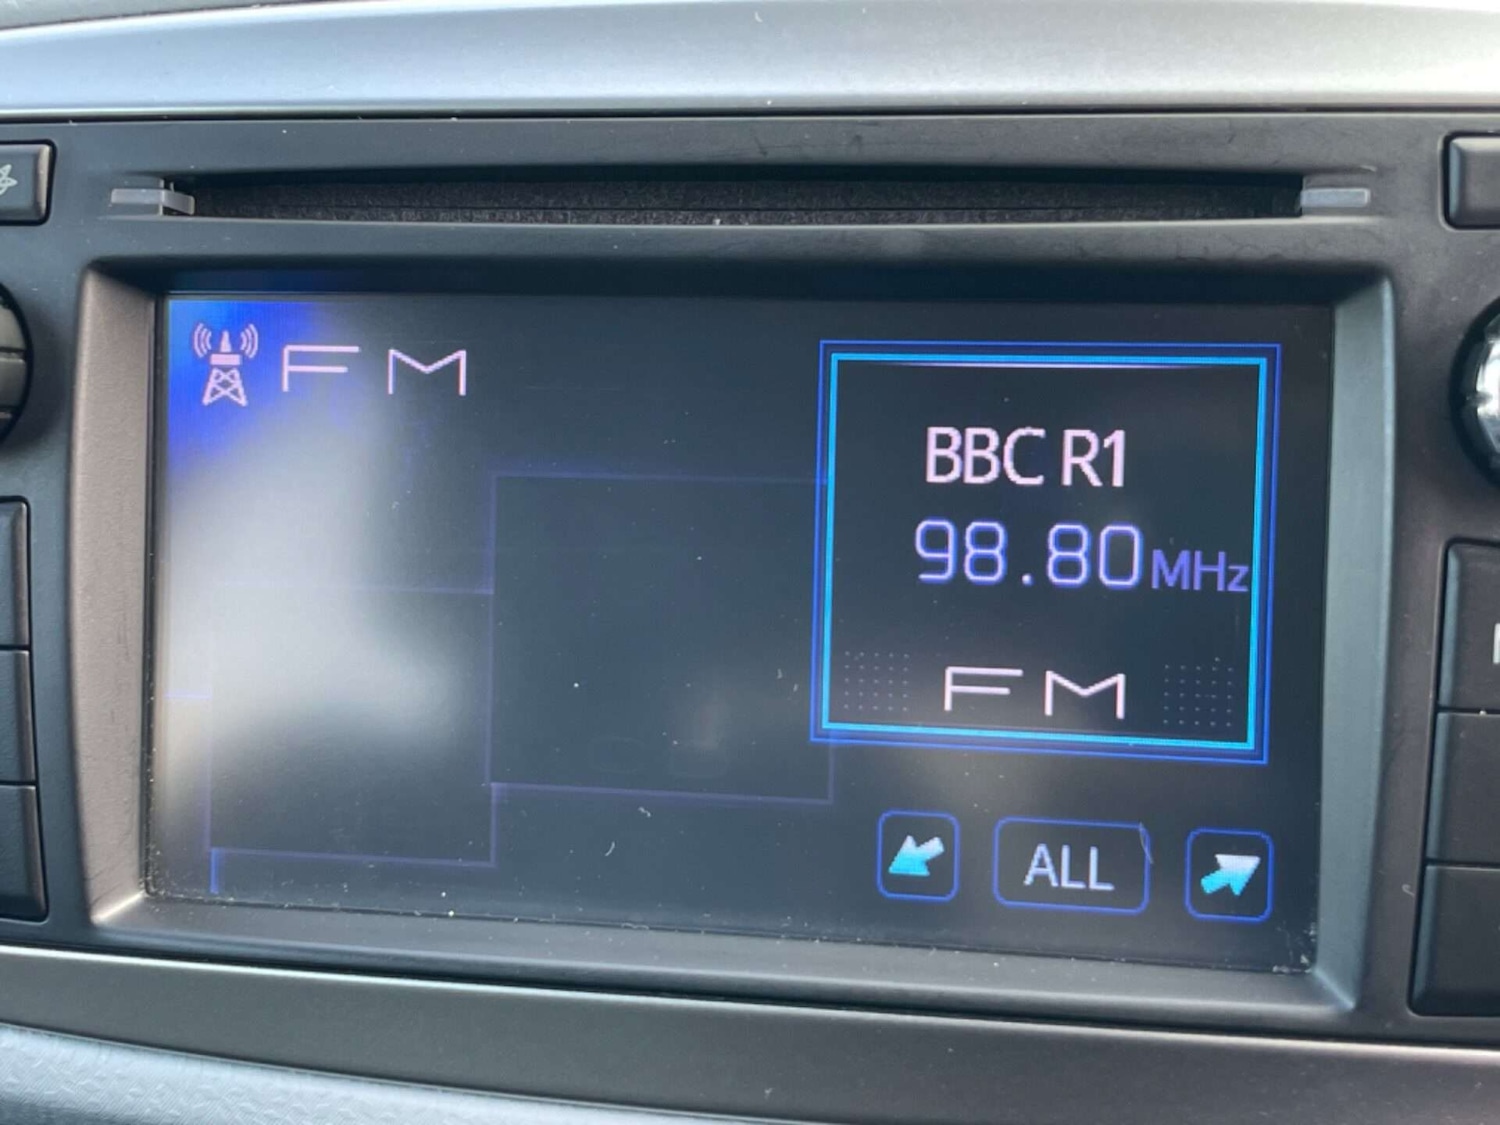 FM
BBC R1
98.80MHz
FM
ALL